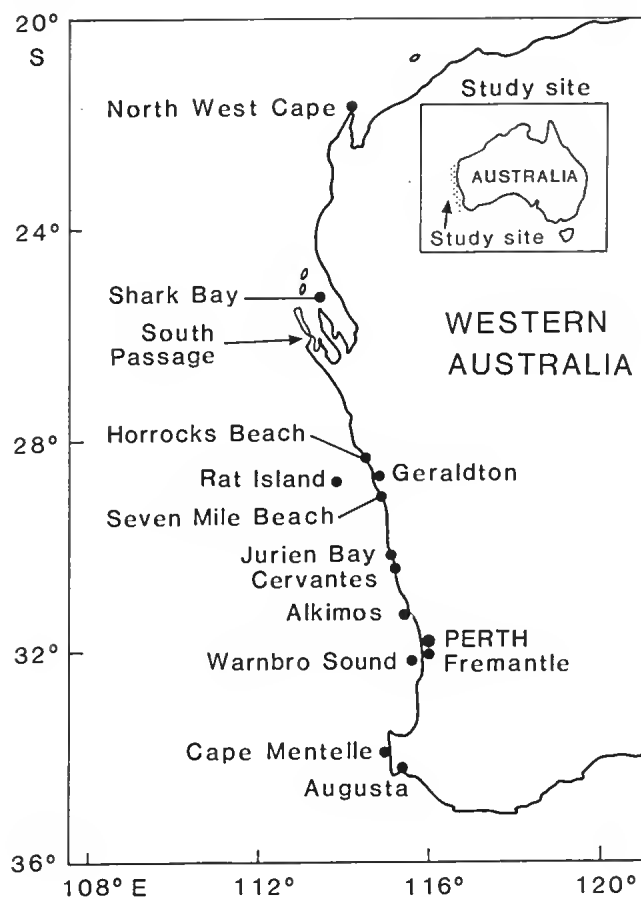 20°
S
Study site
North West Cape
AUSTRALIA
24°
Study site
Shark Bay
South
Passage
WESTERN
AUSTRALIA
28°
Horrocks Beach
Rat Island
Geraldton
Seven Mile Beach
Jurien Bay
Cervantes
Alkimos
PERTH
32°
Warnbro Sound
Fremantle
Cape Mentelle
Augusta
36°
108° E
112°
116°
120°